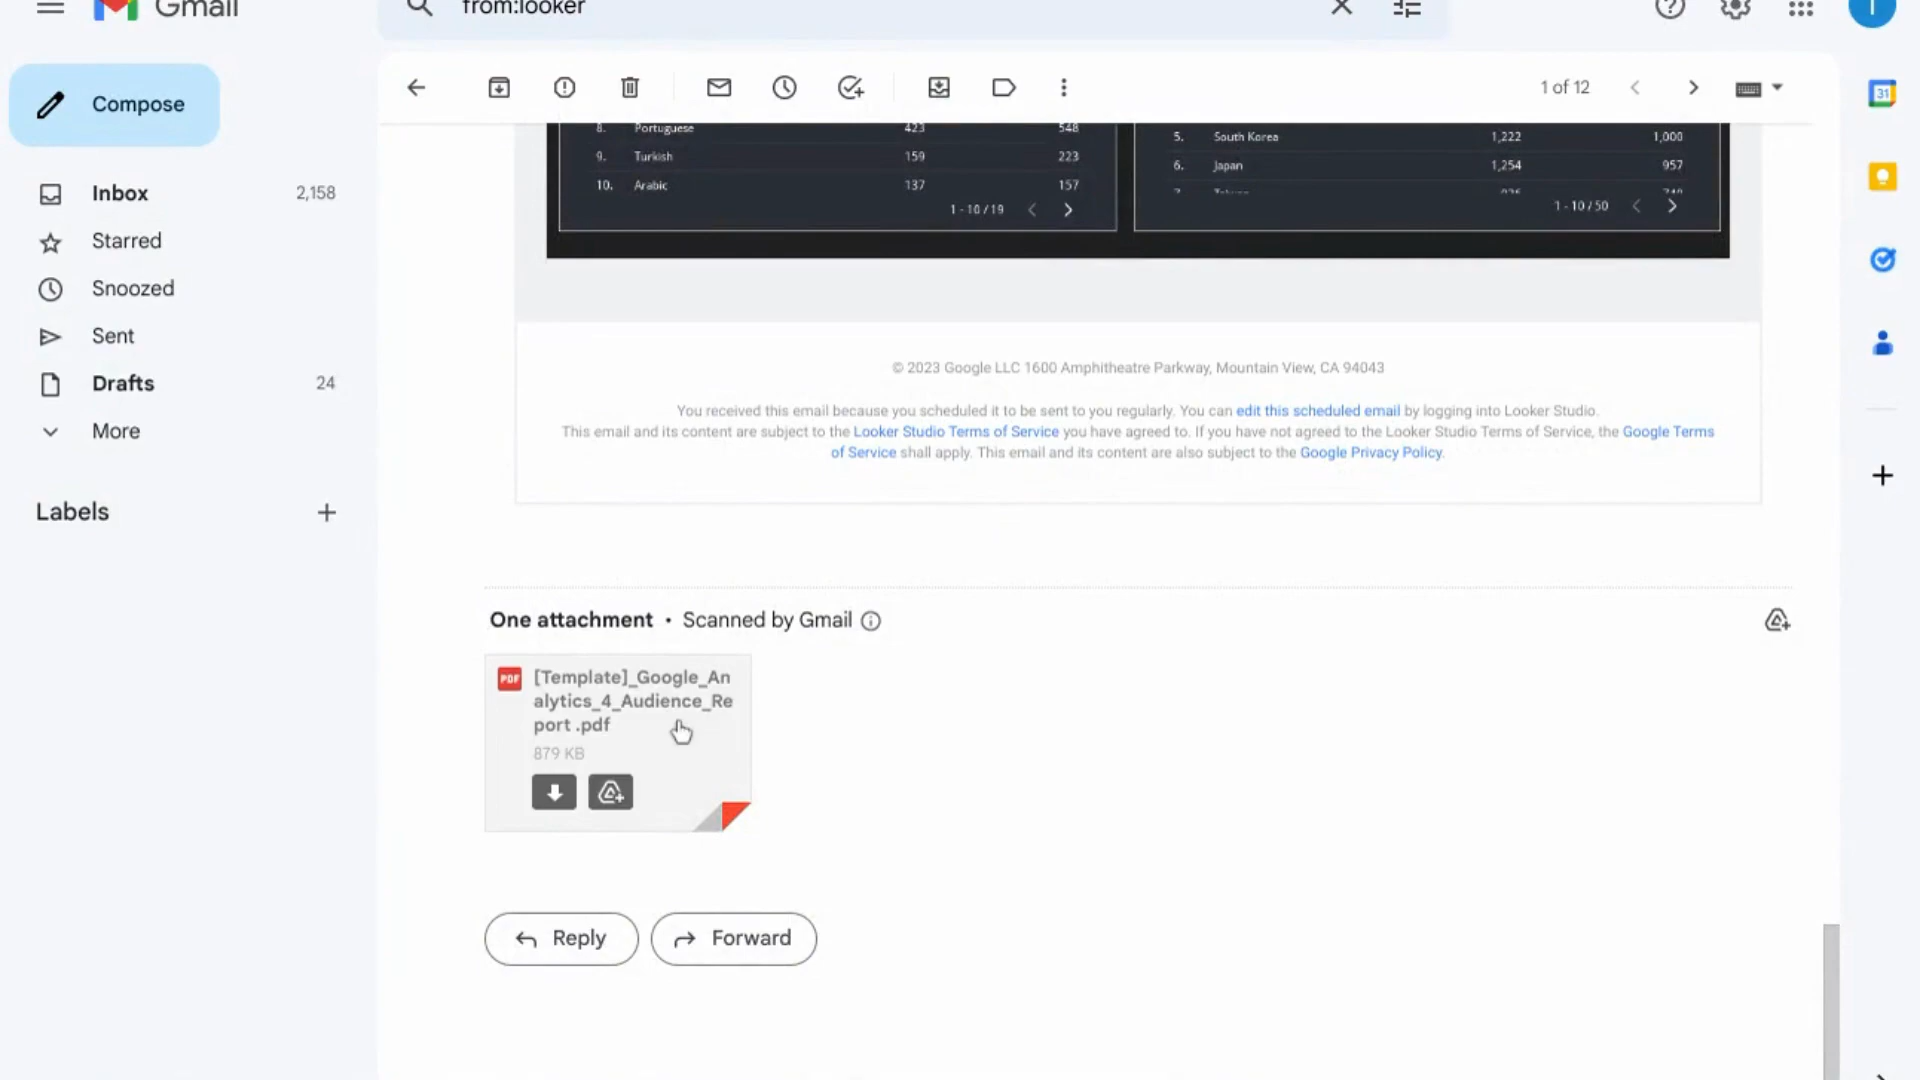 Gmail
from:looker
Compose
1 of 12
Inbox 2,158
Starred
Snoozed
Sent
Drafts 24
More
Labels
8. Portuguese 423 548
9. Turkish 159 223
10. Arabic 137 157
1 - 10 / 19
5. South Korea 1,222 1,000
6. Japan 1,254 957
1 - 10 / 50
© 2023 Google LLC 1600 Amphitheatre Parkway, Mountain View, CA 94043
You received this email because you scheduled it to be sent to you regularly. You can edit this scheduled email by logging into Looker Studio.
This email and its content are subject to the Looker Studio Terms of Service you have agreed to. If you have not agreed to the Looker Studio Terms of Service, the Google Terms
of Service shall apply. This email and its content are also subject to the Google Privacy Policy.
One attachment • Scanned by Gmail
PDF
[Template]_Google_An
alytics_4_Audience_Re
port .pdf
879 KB
Reply
Forward
31